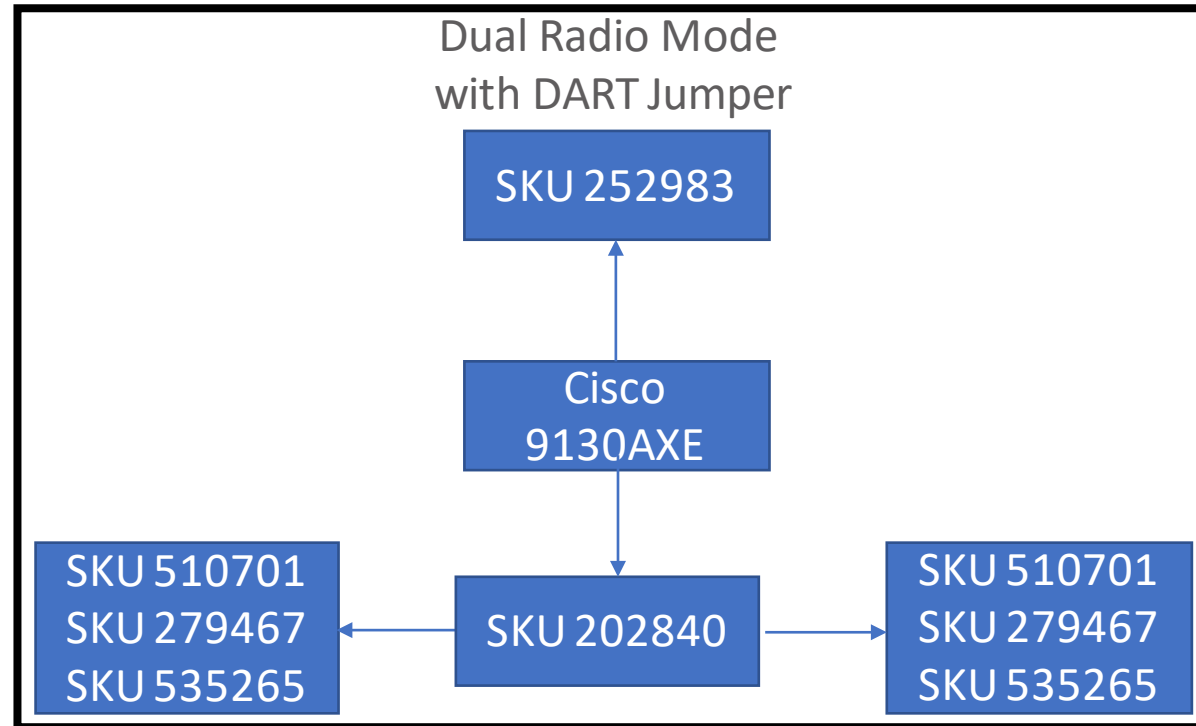 Dual Radio Mode
with DART Jumper
SKU 252983
Cisco
9130AXE
SKU 510701
SKU 279467
SKU 535265
SKU 202840
SKU 510701
SKU 279467
SKU 535265